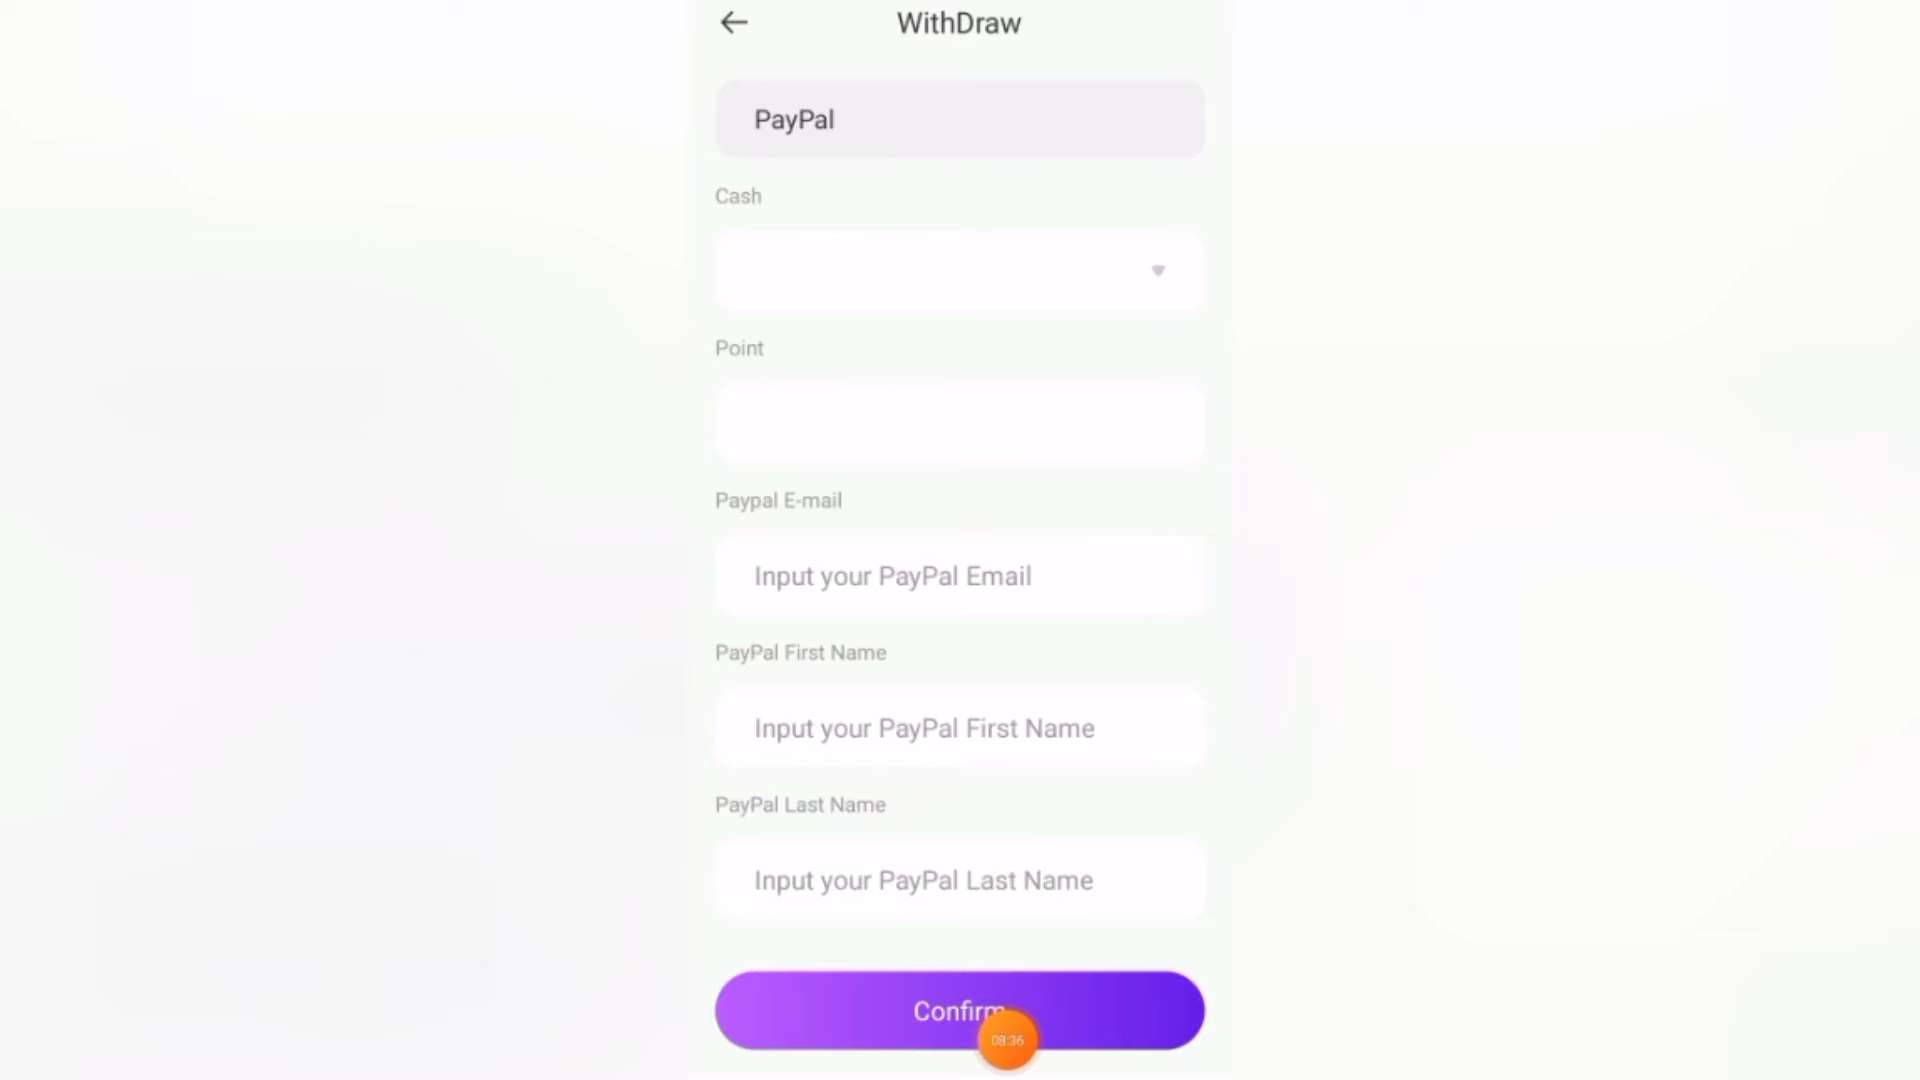 WithDraw
PayPal
Cash
Point
Paypal E-mail
Input your PayPal Email
PayPal First Name
Input your PayPal First Name
PayPal Last Name
Input your PayPal Last Name
Confirm
08:36